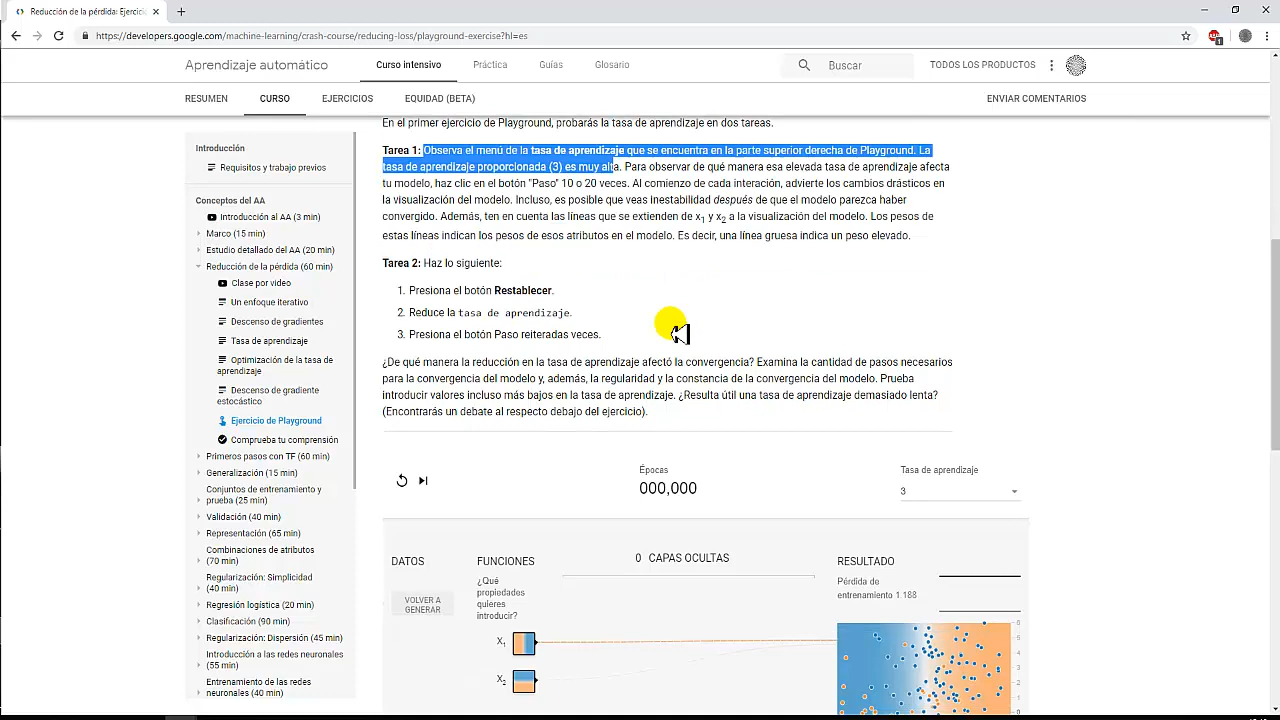 Reducción de la pérdida: Ejercic
https://developers.google.com/machine-learning/crash-course/reducing-loss/playground-exercise?hl=es
Aprendizaje automático
Curso intensivo
Práctica
Guías
Glosario
Buscar
TODOS LOS PRODUCTOS
RESUMEN
CURSO
EJERCICIOS
EQUIDAD (BETA)
ENVIAR COMENTARIOS
Introducción
Requisitos y trabajo previos
Conceptos del AA
Introducción al AA (3 min)
Marco (15 min)
Estudio detallado del AA (20 min)
Reducción de la pérdida (60 min)
Clase por video
Un enfoque iterativo
Descenso de gradientes
Tasa de aprendizaje
Optimización de la tasa de
aprendizaje
Descenso de gradiente
estocástico
Ejercicio de Playground
Comprueba tu comprensión
Primeros pasos con TF (60 min)
Generalización (15 min)
Conjuntos de entrenamiento y
prueba (25 min)
Validación (40 min)
Representación (65 min)
Combinaciones de atributos
(70 min)
Regularización: Simplicidad
(40 min)
Regresión logística (20 min)
Clasificación (90 min)
Regularización: Dispersión (45 min)
Introducción a las redes neuronales
(55 min)
Entrenamiento de las redes
neuronales (40 min)
En el primer ejercicio de Playground, probarás la tasa de aprendizaje en dos tareas.
Tarea 1: Observa el menú de la tasa de aprendizaje que se encuentra en la parte superior derecha de Playground. La
tasa de aprendizaje proporcionada (3) es muy alta. Para observar de qué manera esa elevada tasa de aprendizaje afecta
tu modelo, haz clic en el botón "Paso" 10 o 20 veces. Al comienzo de cada interacción, advierte los cambios drásticos en
la visualización del modelo. Incluso, es posible que veas inestabilidad después de que el modelo parezca haber
convergido. Además, ten en cuenta las líneas que se extienden de x1 y x2 a la visualización del modelo. Los pesos de
estas líneas indican los pesos de esos atributos en el modelo. Es decir, una línea gruesa indica un peso elevado.
Tarea 2: Haz lo siguiente:
1. Presiona el botón Restablecer.
2. Reduce la tasa de aprendizaje.
3. Presiona el botón Paso reiteradas veces.
¿De qué manera la reducción en la tasa de aprendizaje afectó la convergencia? Examina la cantidad de pasos necesarios
para la convergencia del modelo y, además, la regularidad y la constancia de la convergencia del modelo. Prueba
introducir valores incluso más bajos en la tasa de aprendizaje. ¿Resulta útil una tasa de aprendizaje demasiado lenta?
(Encontrarás un debate al respecto debajo del ejercicio).
Épocas
000,000
Tasa de aprendizaje
3
DATOS
VOLVER A
GENERAR
FUNCIONES
¿Qué
propiedades
quieres
introducir?
X1
X2
0 CAPAS OCULTAS
RESULTADO
Pérdida de
entrenamiento 1.188
6
5
4
3
2
1
0